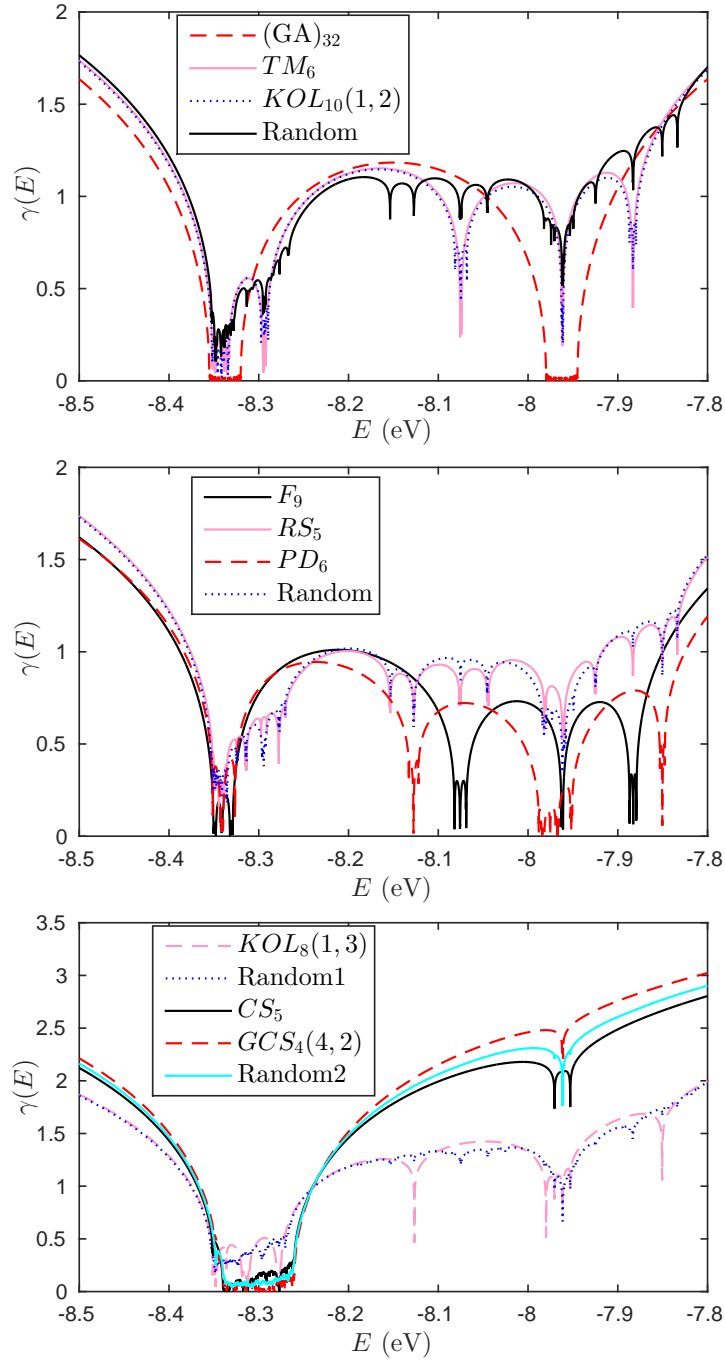 2
1.5
1
0.5
0
γ(E)
(GA)₃₂
TM₆
KOL₁₀(1, 2)
Random
-8.5 -8.4 -8.3 -8.2 -8.1 -8 -7.9 -7.8
E (eV)
2
1.5
1
0.5
0
γ(E)
F₉
RS₅
PD₆
Random
-8.5 -8.4 -8.3 -8.2 -8.1 -8 -7.9 -7.8
E (eV)
3.5
3
2.5
2
1.5
1
0.5
0
γ(E)
KOL₈(1, 3)
Random1
CS₅
GCS₄(4, 2)
Random2
-8.5 -8.4 -8.3 -8.2 -8.1 -8 -7.9 -7.8
E (eV)